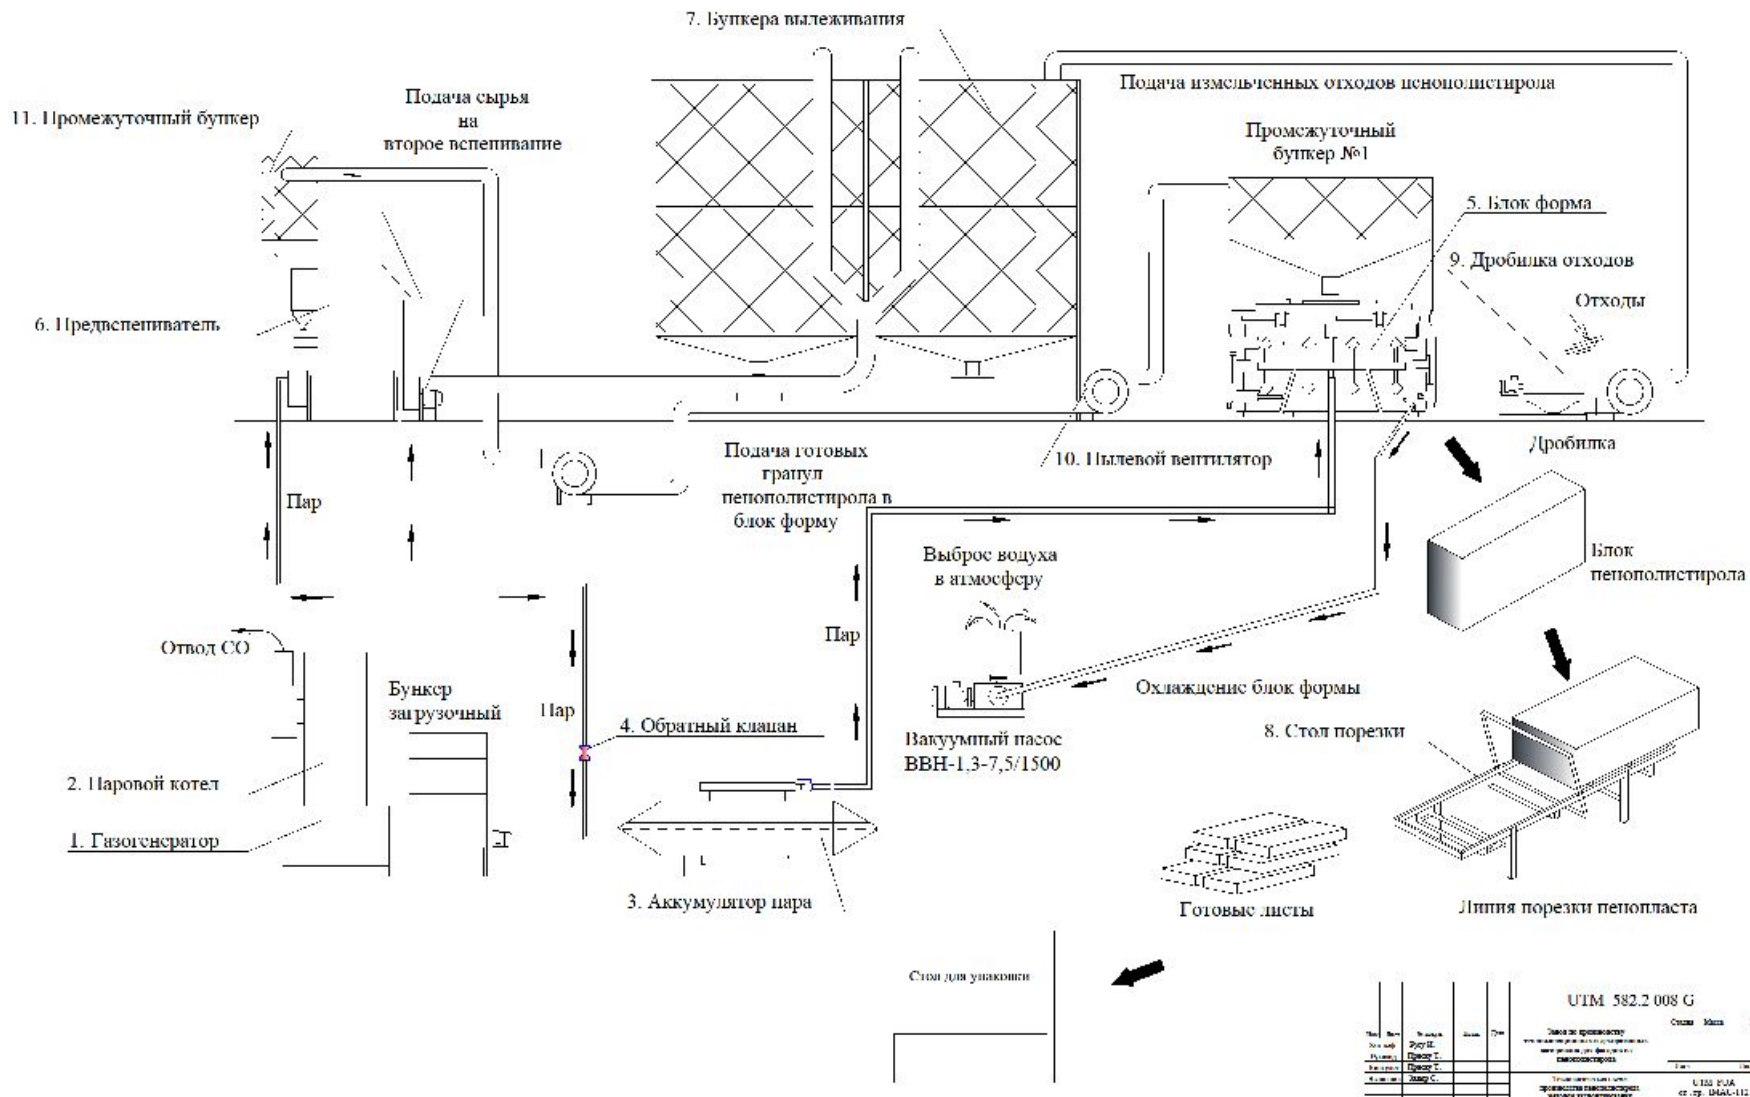 7. Бункера вылеживания
Подача измельченных отходов пенополистирола
Подача сырья
на
второе вспенивание
11. Промежуточный бункер
Промежуточный
бункер №1
5. Блок форма
9. Дробилка отходов
Отходы
6. Предвспениватель
Дробилка
10. Пылевой вентилятор
Подача готовых
гранул
пенополистирола в
блок форму
Пар
Выброс водуха
в атмосферу
Блок
пенополистирола
Пар
Отвод СО
Бункер
загрузочный
Пар
4. Обратный клапан
Охлаждение блок формы
Вакуумный насос
ВВН-1,3-7,5/1500
8. Стол порезки
2. Паровой котел
1. Газогенератор
3. Аккумулятор пара
Готовые листы
Линия порезки пенопласта
Стол для упаковки
UTM 582.2 008 G